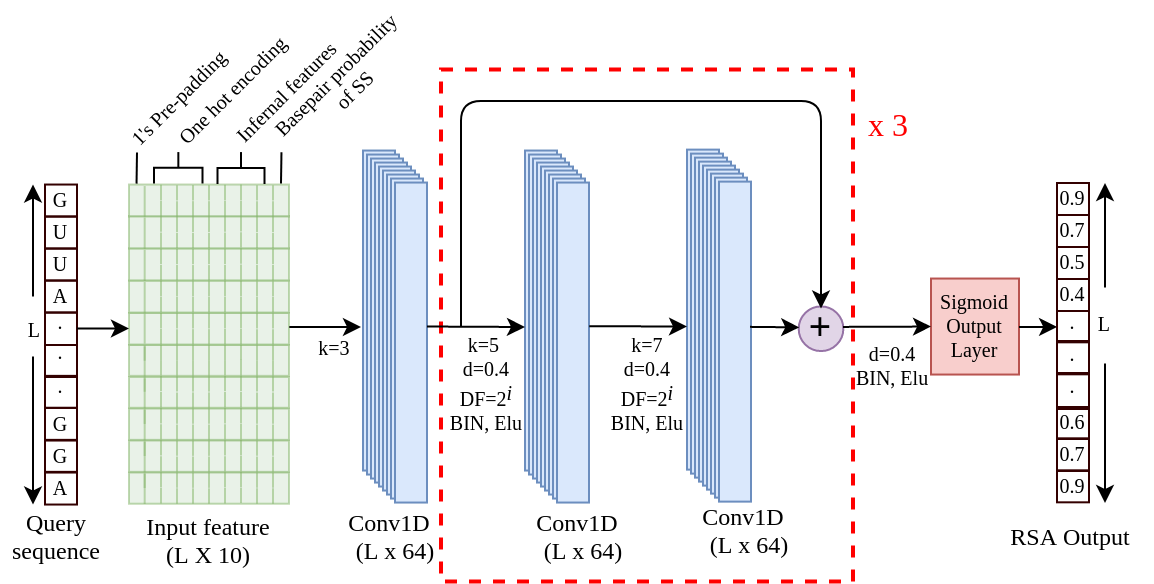 1's Pre-padding
One hot encoding
Infernal features
Basepair probability
of SS
x 3
G
U
U
A
.
.
.
G
G
A
L
Query
sequence
Input feature
(L X 10)
k=3
Conv1D
(L x 64)
k=5
d=0.4
DF=2i
BIN, Elu
Conv1D
(L x 64)
k=7
d=0.4
DF=2i
BIN, Elu
Conv1D
(L x 64)
+
d=0.4
BIN, Elu
Sigmoid
Output
Layer
0.9
0.7
0.5
0.4
.
.
.
0.6
0.7
0.9
L
RSA Output